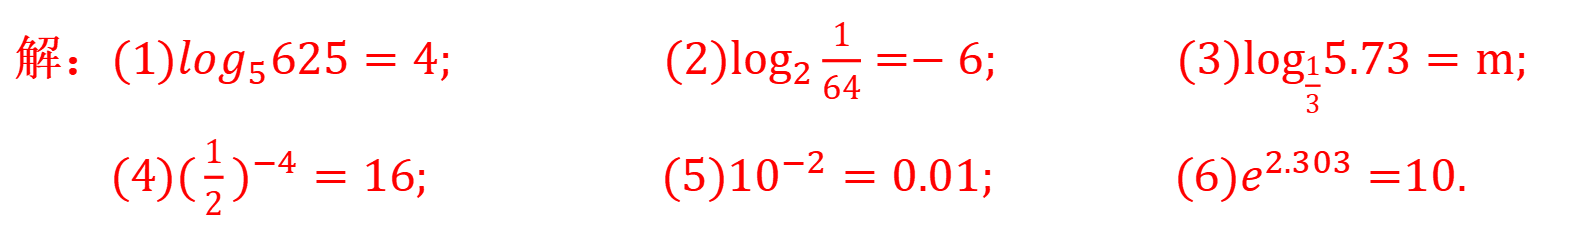 解：(1)log₅625 = 4; (2)log₂ 1/64 =− 6; (3)log_{1/3}5.73 = m;
(4)(1/2)⁻⁴ = 16; (5)10⁻² = 0.01; (6)e^{2.303} =10.